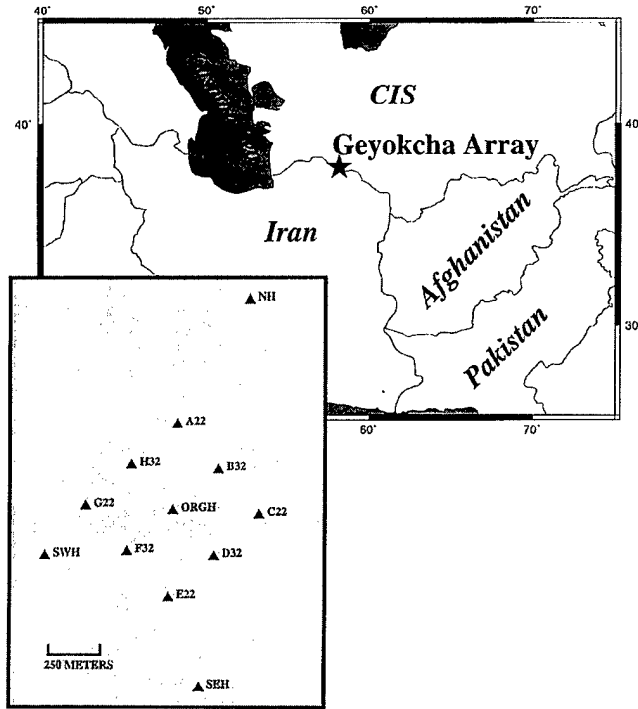 40°
50°
60°
70°
CIS
40°
40
Geyokcha Array
Iran
Afghanistan
Pakistan
30
60°
70°
NH
A22
H32
B32
G22
ORGH
C22
SWH
F32
D32
E22
250 METERS
SEH